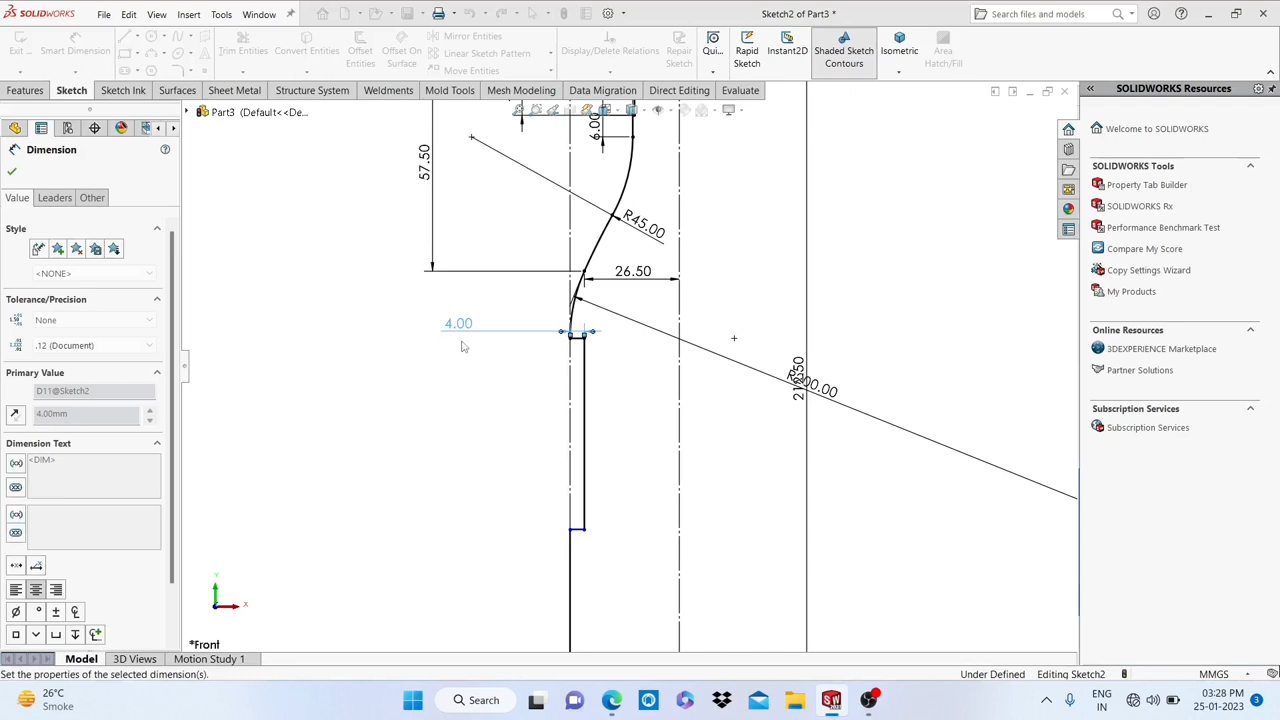 SOLIDWORKS File Edit View Insert Tools Window Sketch2 of Part3 * Search files and models
Exit ... Smart Dimension Trim Entities Convert Entities Offset Entities Offset On Surface Mirror Entities Linear Sketch Pattern Move Entities Display/Delete Relations Repair Sketch Qui... Rapid Sketch Instant2D Shaded Sketch Contours Isometric Area Hatch/Fill
Features Sketch Sketch Ink Surfaces Sheet Metal Structure System Weldments Mold Tools Mesh Modeling Data Migration Direct Editing Evaluate
SOLIDWORKS Resources
Part3 (Default<<De...
Welcome to SOLIDWORKS
Dimension
SOLIDWORKS Tools
Property Tab Builder
SOLIDWORKS Rx
Performance Benchmark Test
Compare My Score
Copy Settings Wizard
My Products
Online Resources
3DEXPERIENCE Marketplace
Partner Solutions
Subscription Services
Subscription Services
Value Leaders Other
Style
<NONE>
Tolerance/Precision
None
.12 (Document)
Primary Value
D11@Sketch2
4.00mm
Dimension Text
<DIM>
6.00
57.50
R45.00
26.50
4.00
212.50
R200.00
Y
X
*Front
Model 3D Views Motion Study 1
Set the properties of the selected dimension(s). Under Defined Editing Sketch2 MMGS
26°C
Smoke
Search
ENG
IN
03:28 PM
25-01-2023
3